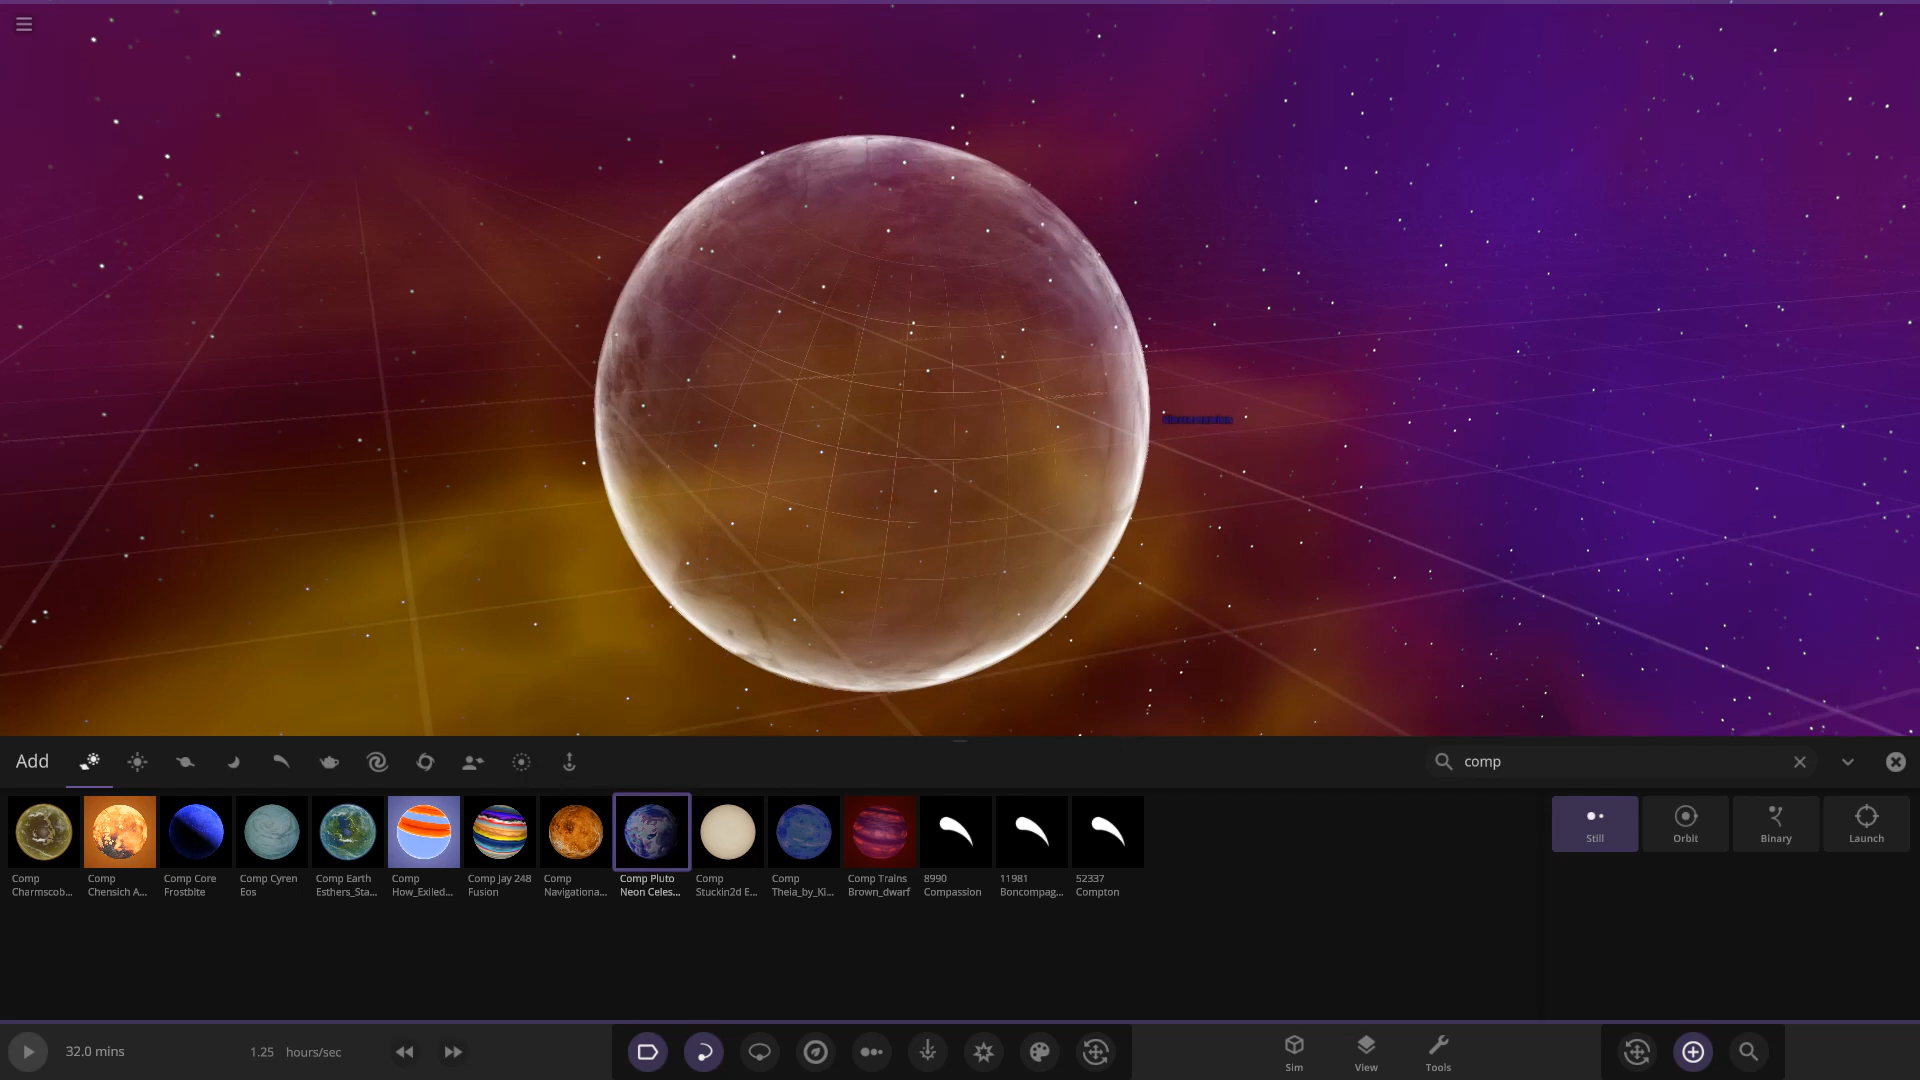 Add
comp
Comp
Charmscob...
Comp
Chensich A...
Comp Core
Frostbite
Comp Cyren
Eos
Comp Earth
Esthers_Sta...
Comp
How_Exiled...
Comp Jay 248
Fusion
Comp
Navigationa...
Comp Pluto
Neon Celes...
Comp
Stuckin2d E...
Comp
Theia_by_Ki...
Comp Trains
Brown_dwarf
8990
Compassion
11981
Boncompag...
52337
Compton
Still
Orbit
Binary
Launch
32.0 mins
1.25 hours/sec
Sim
View
Tools